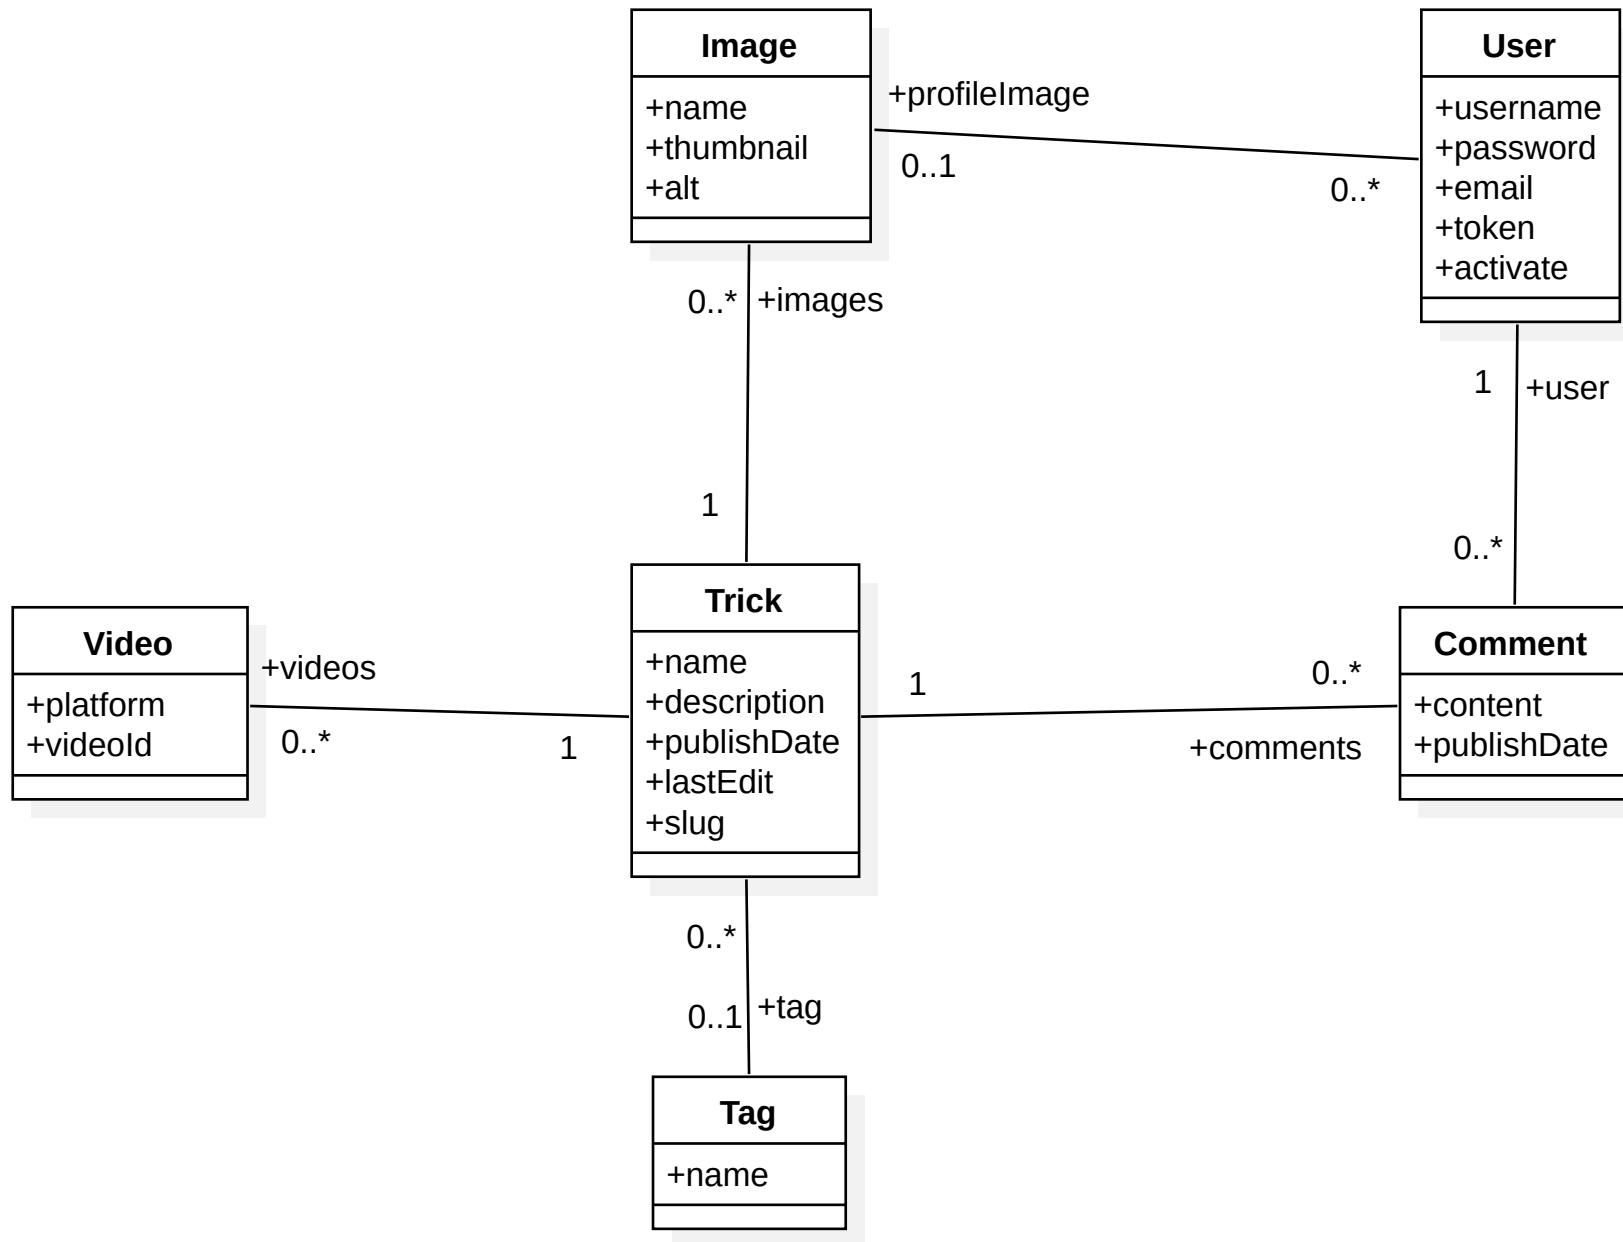 Image
+name
+thumbnail
+alt
+profileImage
0..1
0..*
User
+username
+password
+email
+token
+activate
0..*
+images
1
1
+user
0..*
Video
+platform
+videoId
+videos
0..*
1
Trick
+name
+description
+publishDate
+lastEdit
+slug
1
0..*
+comments
Comment
+content
+publishDate
0..*
0..1
+tag
Tag
+name